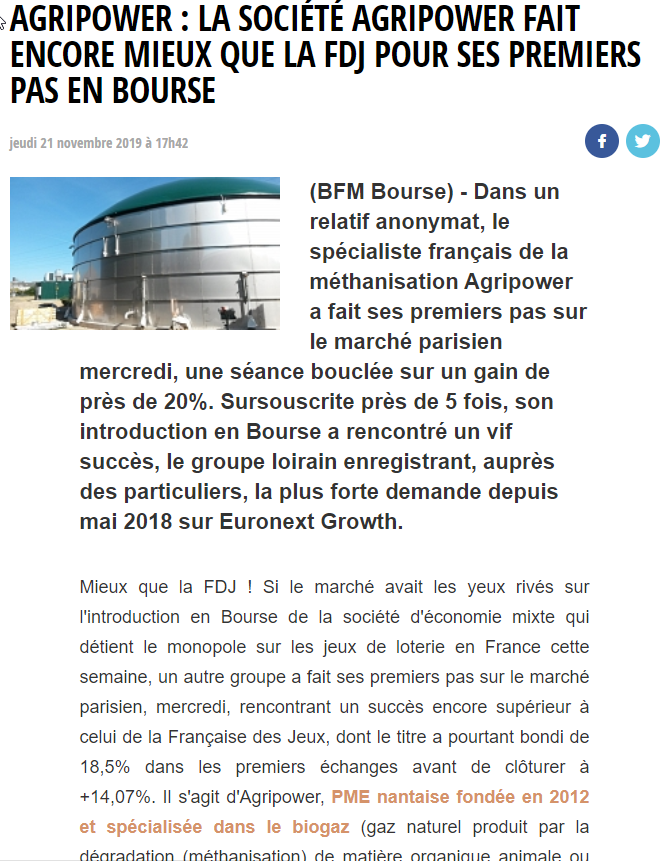 AGRIPOWER : LA SOCIÉTÉ AGRIPOWER FAIT
ENCORE MIEUX QUE LA FDJ POUR SES PREMIERS
PAS EN BOURSE
jeudi 21 novembre 2019 à 17h42
(BFM Bourse) - Dans un
relatif anonymat, le
spécialiste français de la
méthanisation Agripower
a fait ses premiers pas sur
le marché parisien
mercredi, une séance bouclée sur un gain de
près de 20%. Sursouscrite près de 5 fois, son
introduction en Bourse a rencontré un vif
succès, le groupe loirain enregistrant, auprès
des particuliers, la plus forte demande depuis
mai 2018 sur Euronext Growth.
Mieux que la FDJ ! Si le marché avait les yeux rivés sur
l'introduction en Bourse de la société d'économie mixte qui
détient le monopole sur les jeux de loterie en France cette
semaine, un autre groupe a fait ses premiers pas sur le marché
parisien, mercredi, rencontrant un succès encore supérieur à
celui de la Française des Jeux, dont le titre a pourtant bondi de
18,5% dans les premiers échanges avant de clôturer à
+14,07%. Il s'agit d'Agripower, PME nantaise fondée en 2012
et spécialisée dans le biogaz (gaz naturel produit par la
dégradation (méthanisation) de matière organique animale ou